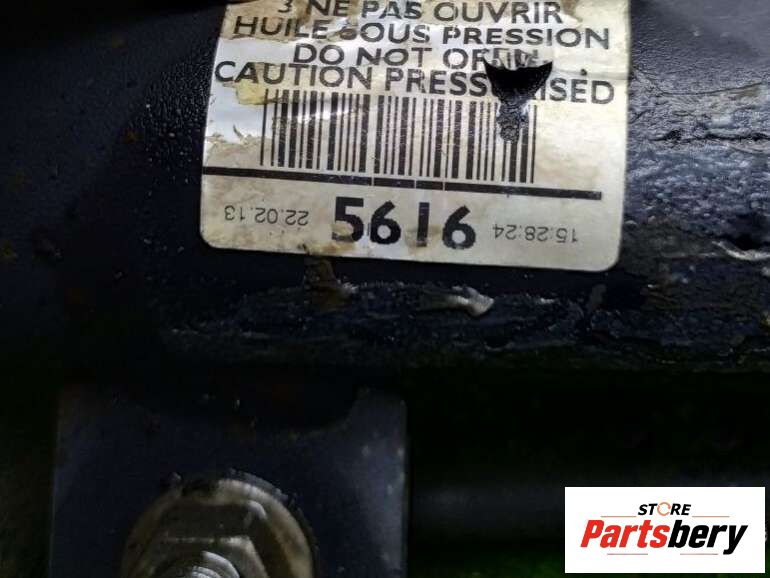 3 NE PAS OUVRIR
HUILE SOUS PRESSION
DO NOT OPEN
CAUTION PRESSURISED
22.02.13 5616 15:28:24
STORE
Partsbery